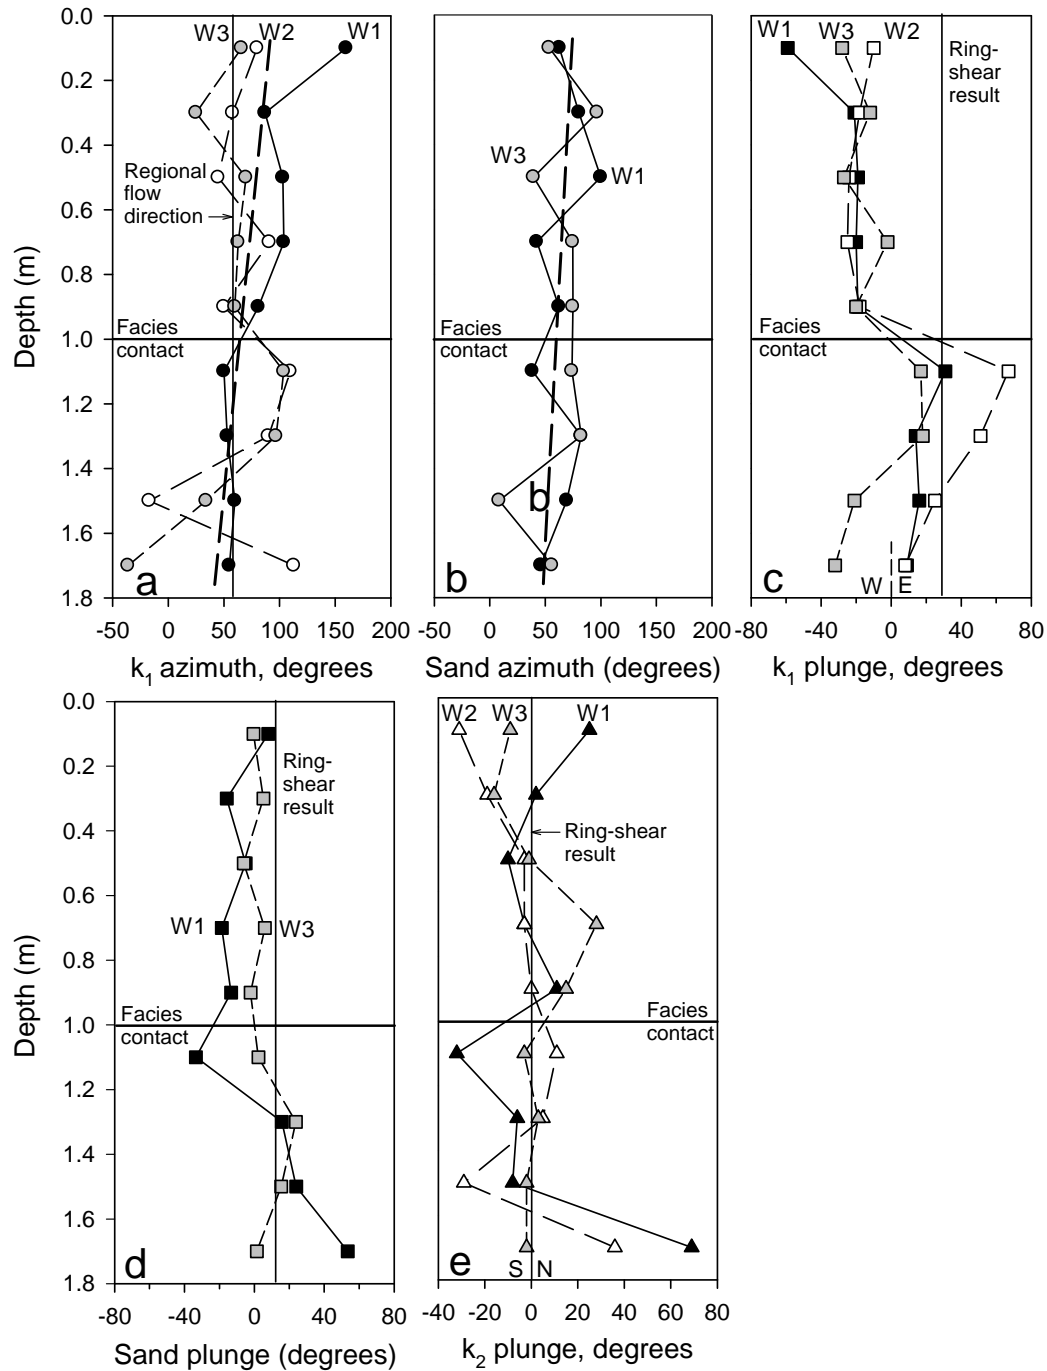 0.0
0.2
0.4
0.6
0.8
1.0
1.2
1.4
1.6
1.8
Depth (m)
W3
W2
W1
Regional
flow
direction
Facies
contact
a
-50
0
50
100
150
200
k1 azimuth, degrees
W3
W1
Facies
contact
b
b
-50
0
50
100
150
200
Sand azimuth (degrees)
W1
W3
W2
Ring-
shear
result
Facies
contact
W
E
c
-80
-40
0
40
80
k1 plunge, degrees
0.0
0.2
0.4
0.6
0.8
1.0
1.2
1.4
1.6
1.8
Depth (m)
Ring-
shear
result
W1
W3
Facies
contact
d
-80
-40
0
40
80
Sand plunge (degrees)
W2
W3
W1
Ring-shear
result
Facies
contact
e
S
N
-40
-20
0
20
40
60
80
k2 plunge, degrees